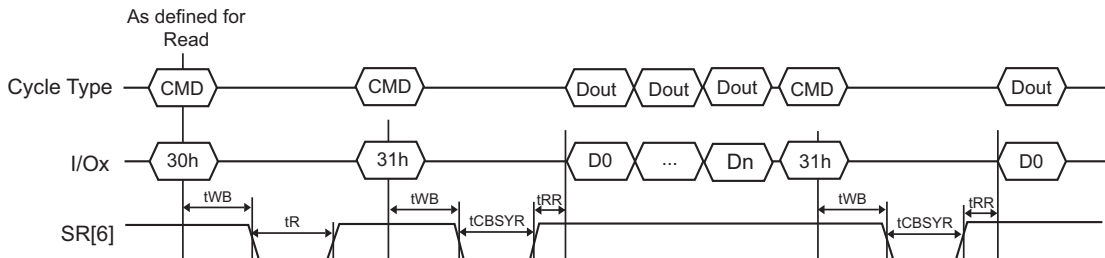 As defined for
Read
Cycle Type CMD CMD Dout Dout Dout CMD Dout
I/Ox 30h 31h D0 ... Dn 31h D0
tWB tR tWB tCBSYR tRR tWB tCBSYR tRR
SR[6]